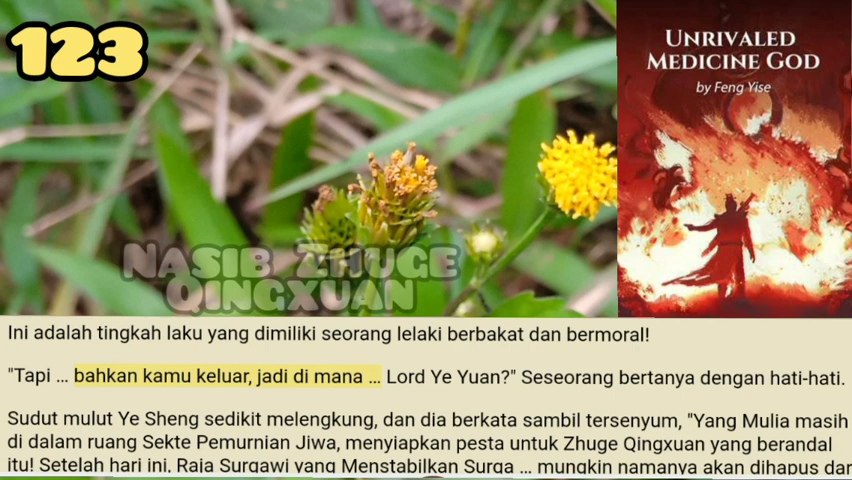 123
UNRIVALED
MEDICINE GOD
by Feng Yise
NASIB ZHUGE
QINGXUAN
Ini adalah tingkah laku yang dimiliki seorang lelaki berbakat dan bermoral!
"Tapi ... bahkan kamu keluar, jadi di mana ... Lord Ye Yuan?" Seseorang bertanya dengan hati-hati.
Sudut mulut Ye Sheng sedikit melengkung, dan dia berkata sambil tersenyum, "Yang Mulia masih
di dalam ruang Sekte Pemurnian Jiwa, menyiapkan pesta untuk Zhuge Qingxuan yang berandal
itu! Setelah hari ini, Raja Surgawi yang Menstabilkan Surga ... mungkin namanya akan dihapus dar